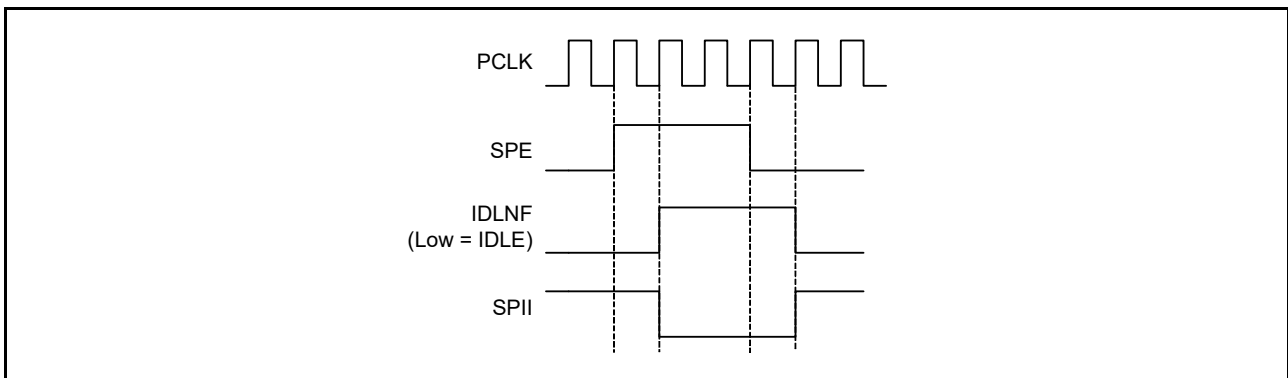 PCLK
SPE
IDLNF
(Low = IDLE)
SPII